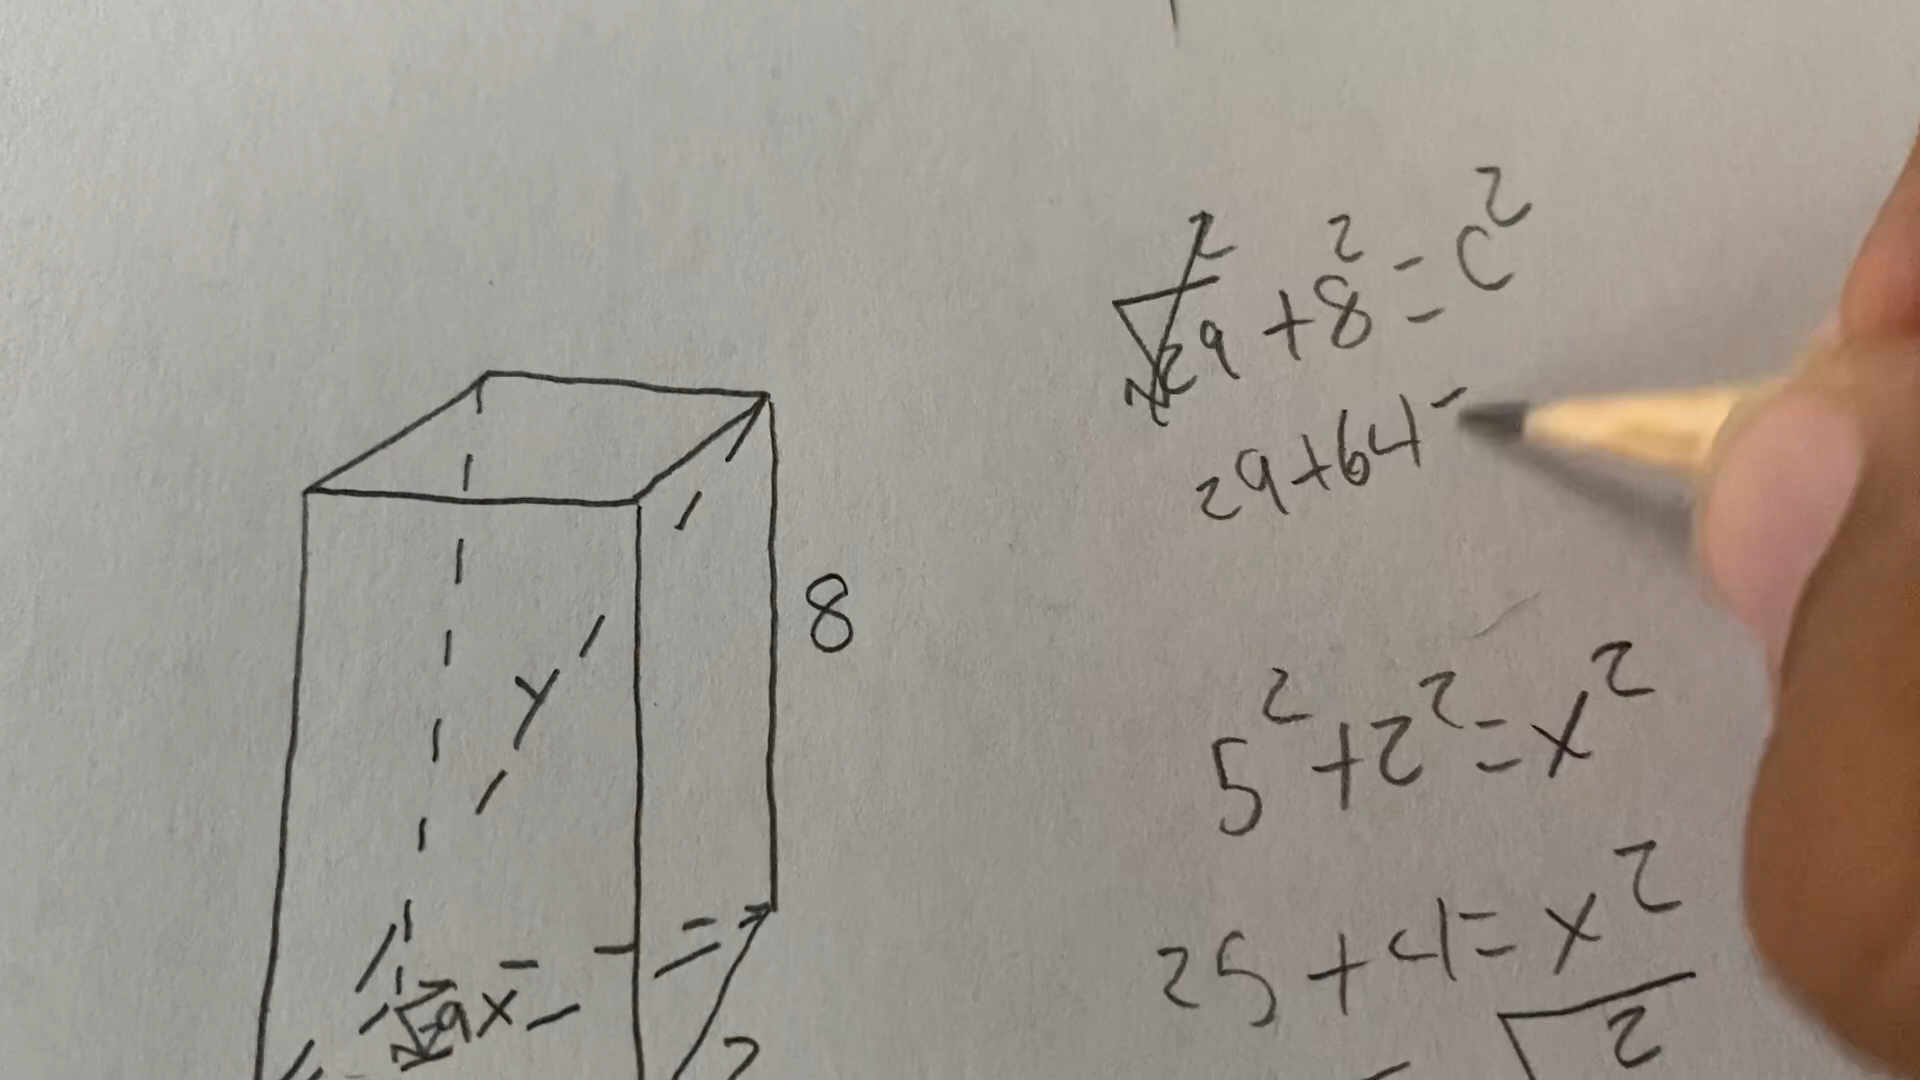 √29² + 8² = c²
29+64 =
8
y
5² + 2² = x²
25 + 4 = x²
√29 x
2